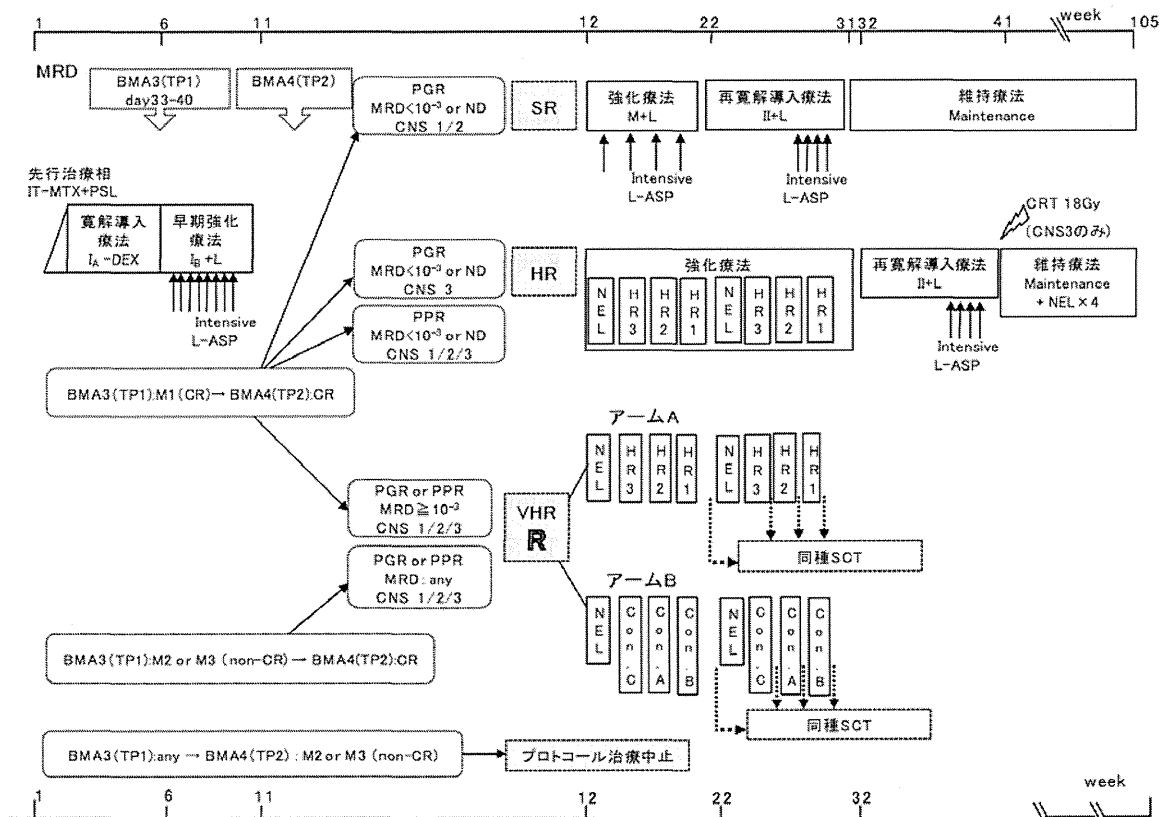 1 6 11 12 22 31 32 41 week 105
MRD
BMA3(TP1)
day33-40
BMA4(TP2)
PGR
MRD<10⁻³ or ND
CNS 1/2
SR
強化療法
M+L
再寛解導入療法
II+L
維持療法
Maintenance
Intensive
L-ASP
Intensive
L-ASP
先行治療相
IT-MTX+PSL
寛解導入
療法
I_A-DEX
早期強化
療法
I_B+L
Intensive
L-ASP
PGR
MRD<10⁻³ or ND
CNS 3
HR
PPR
MRD<10⁻³ or ND
CNS 1/2/3
強化療法
NEL
HR3
HR2
HR1
NEL
HR3
HR2
HR1
再寛解導入療法
II+L
Intensive
L-ASP
CRT 18Gy
(CNS3のみ)
維持療法
Maintenance
+ NEL×4
BMA3(TP1):M1(CR)→ BMA4(TP2):CR
PGR or PPR
MRD≧10⁻³
CNS 1/2/3
PGR or PPR
MRD:any
CNS 1/2/3
VHR
R
アームA
NEL
HR3
HR2
HR1
NEL
HR3
HR2
HR1
同種SCT
アームB
NEL
Con.C
Con.A
Con.B
NEL
Con.C
Con.A
Con.B
同種SCT
BMA3(TP1):M2 or M3 (non-CR)→ BMA4(TP2):CR
BMA3(TP1):any → BMA4(TP2) : M2 or M3 (non-CR)
プロトコール治療中止
week
1 6 11 12 22 32